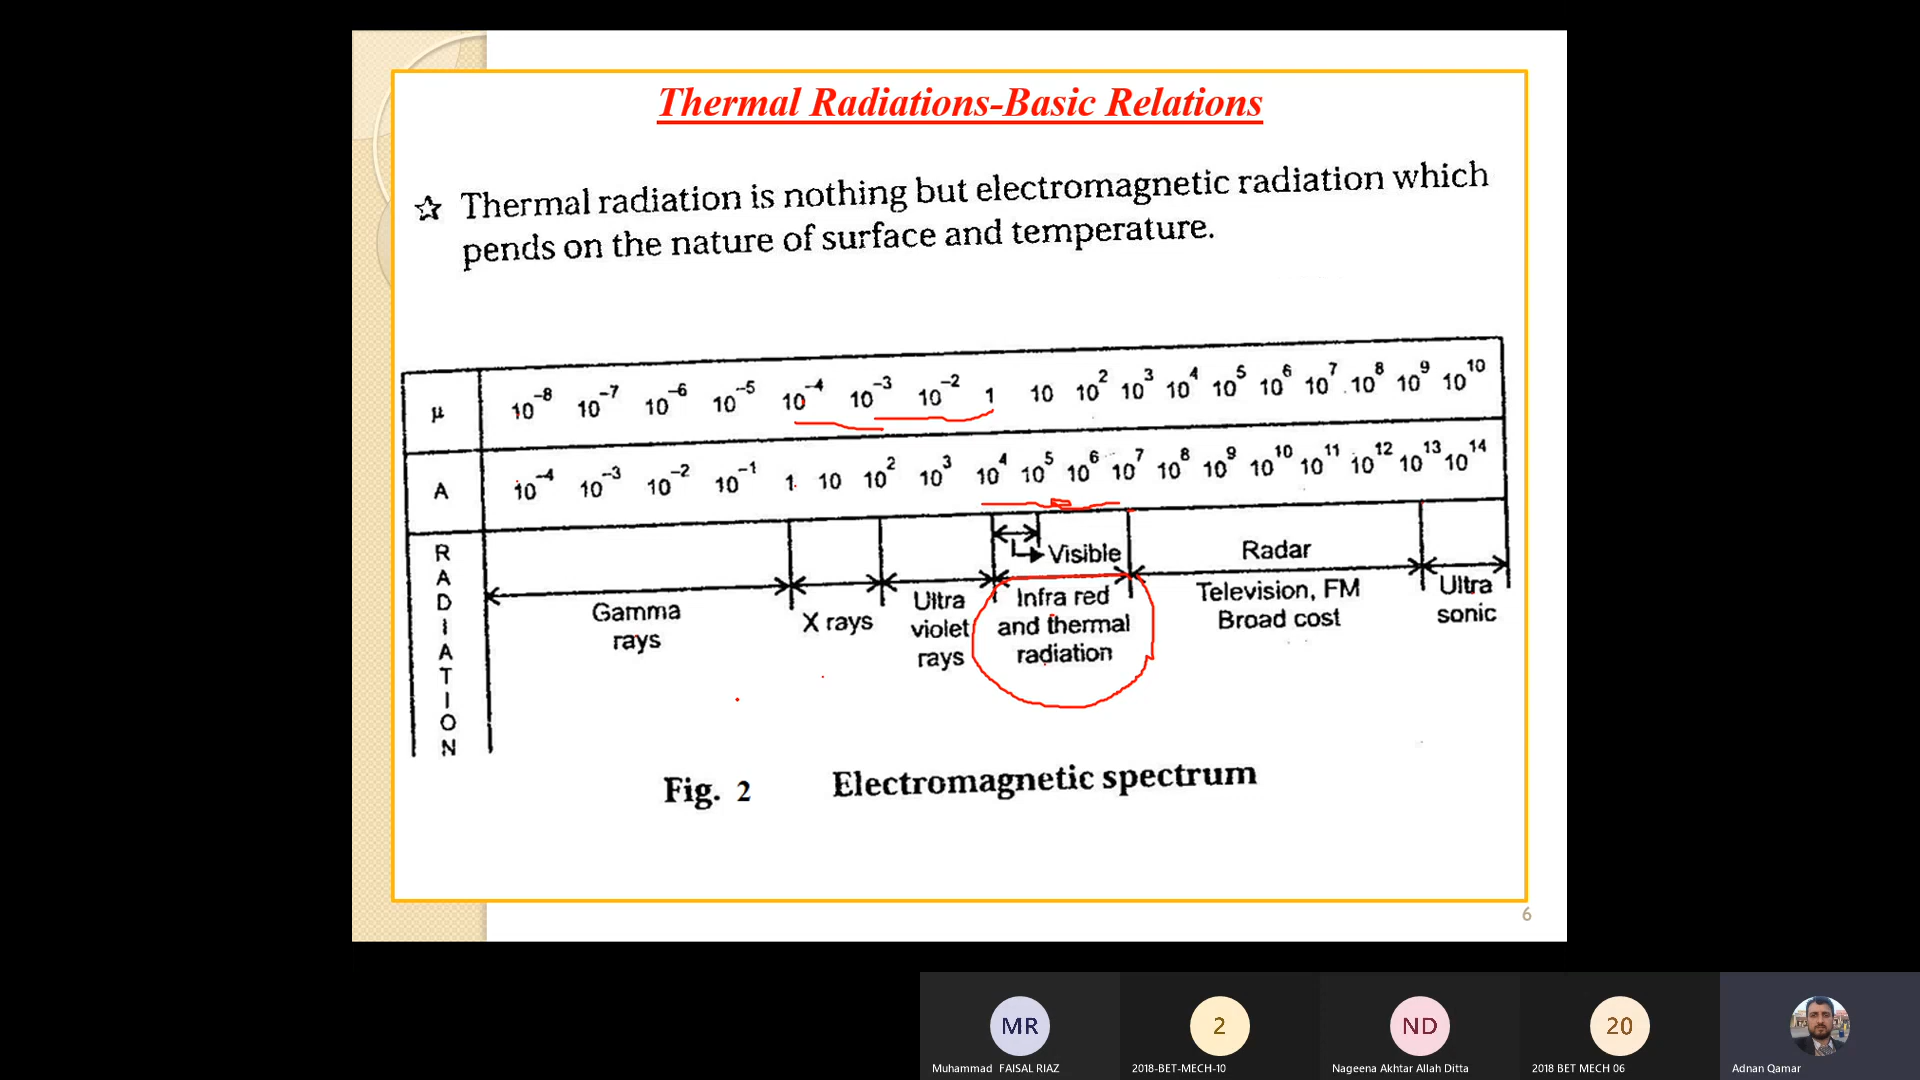 Thermal Radiations-Basic Relations
☆ Thermal radiation is nothing but electromagnetic radiation which
pends on the nature of surface and temperature.
μ 10⁻⁸ 10⁻⁷ 10⁻⁶ 10⁻⁵ 10⁻⁴ 10⁻³ 10⁻² 1 10 10² 10³ 10⁴ 10⁵ 10⁶ 10⁷ 10⁸ 10⁹ 10¹⁰
A 10⁻⁴ 10⁻³ 10⁻² 10⁻¹ 1 10 10² 10³ 10⁴ 10⁵ 10⁶ 10⁷ 10⁸ 10⁹ 10¹⁰ 10¹¹ 10¹² 10¹³ 10¹⁴
RADIATION
Visible
Gamma
rays
X rays
Ultra
violet
rays
Infra red
and thermal
radiation
Radar
Television, FM
Broad cost
Ultra
sonic
Fig. 2 Electromagnetic spectrum
6
MR
Muhammad FAISAL RIAZ
2
2018-BET-MECH-10
ND
Nageena Akhtar Allah Ditta
20
2018 BET MECH 06
Adnan Qamar